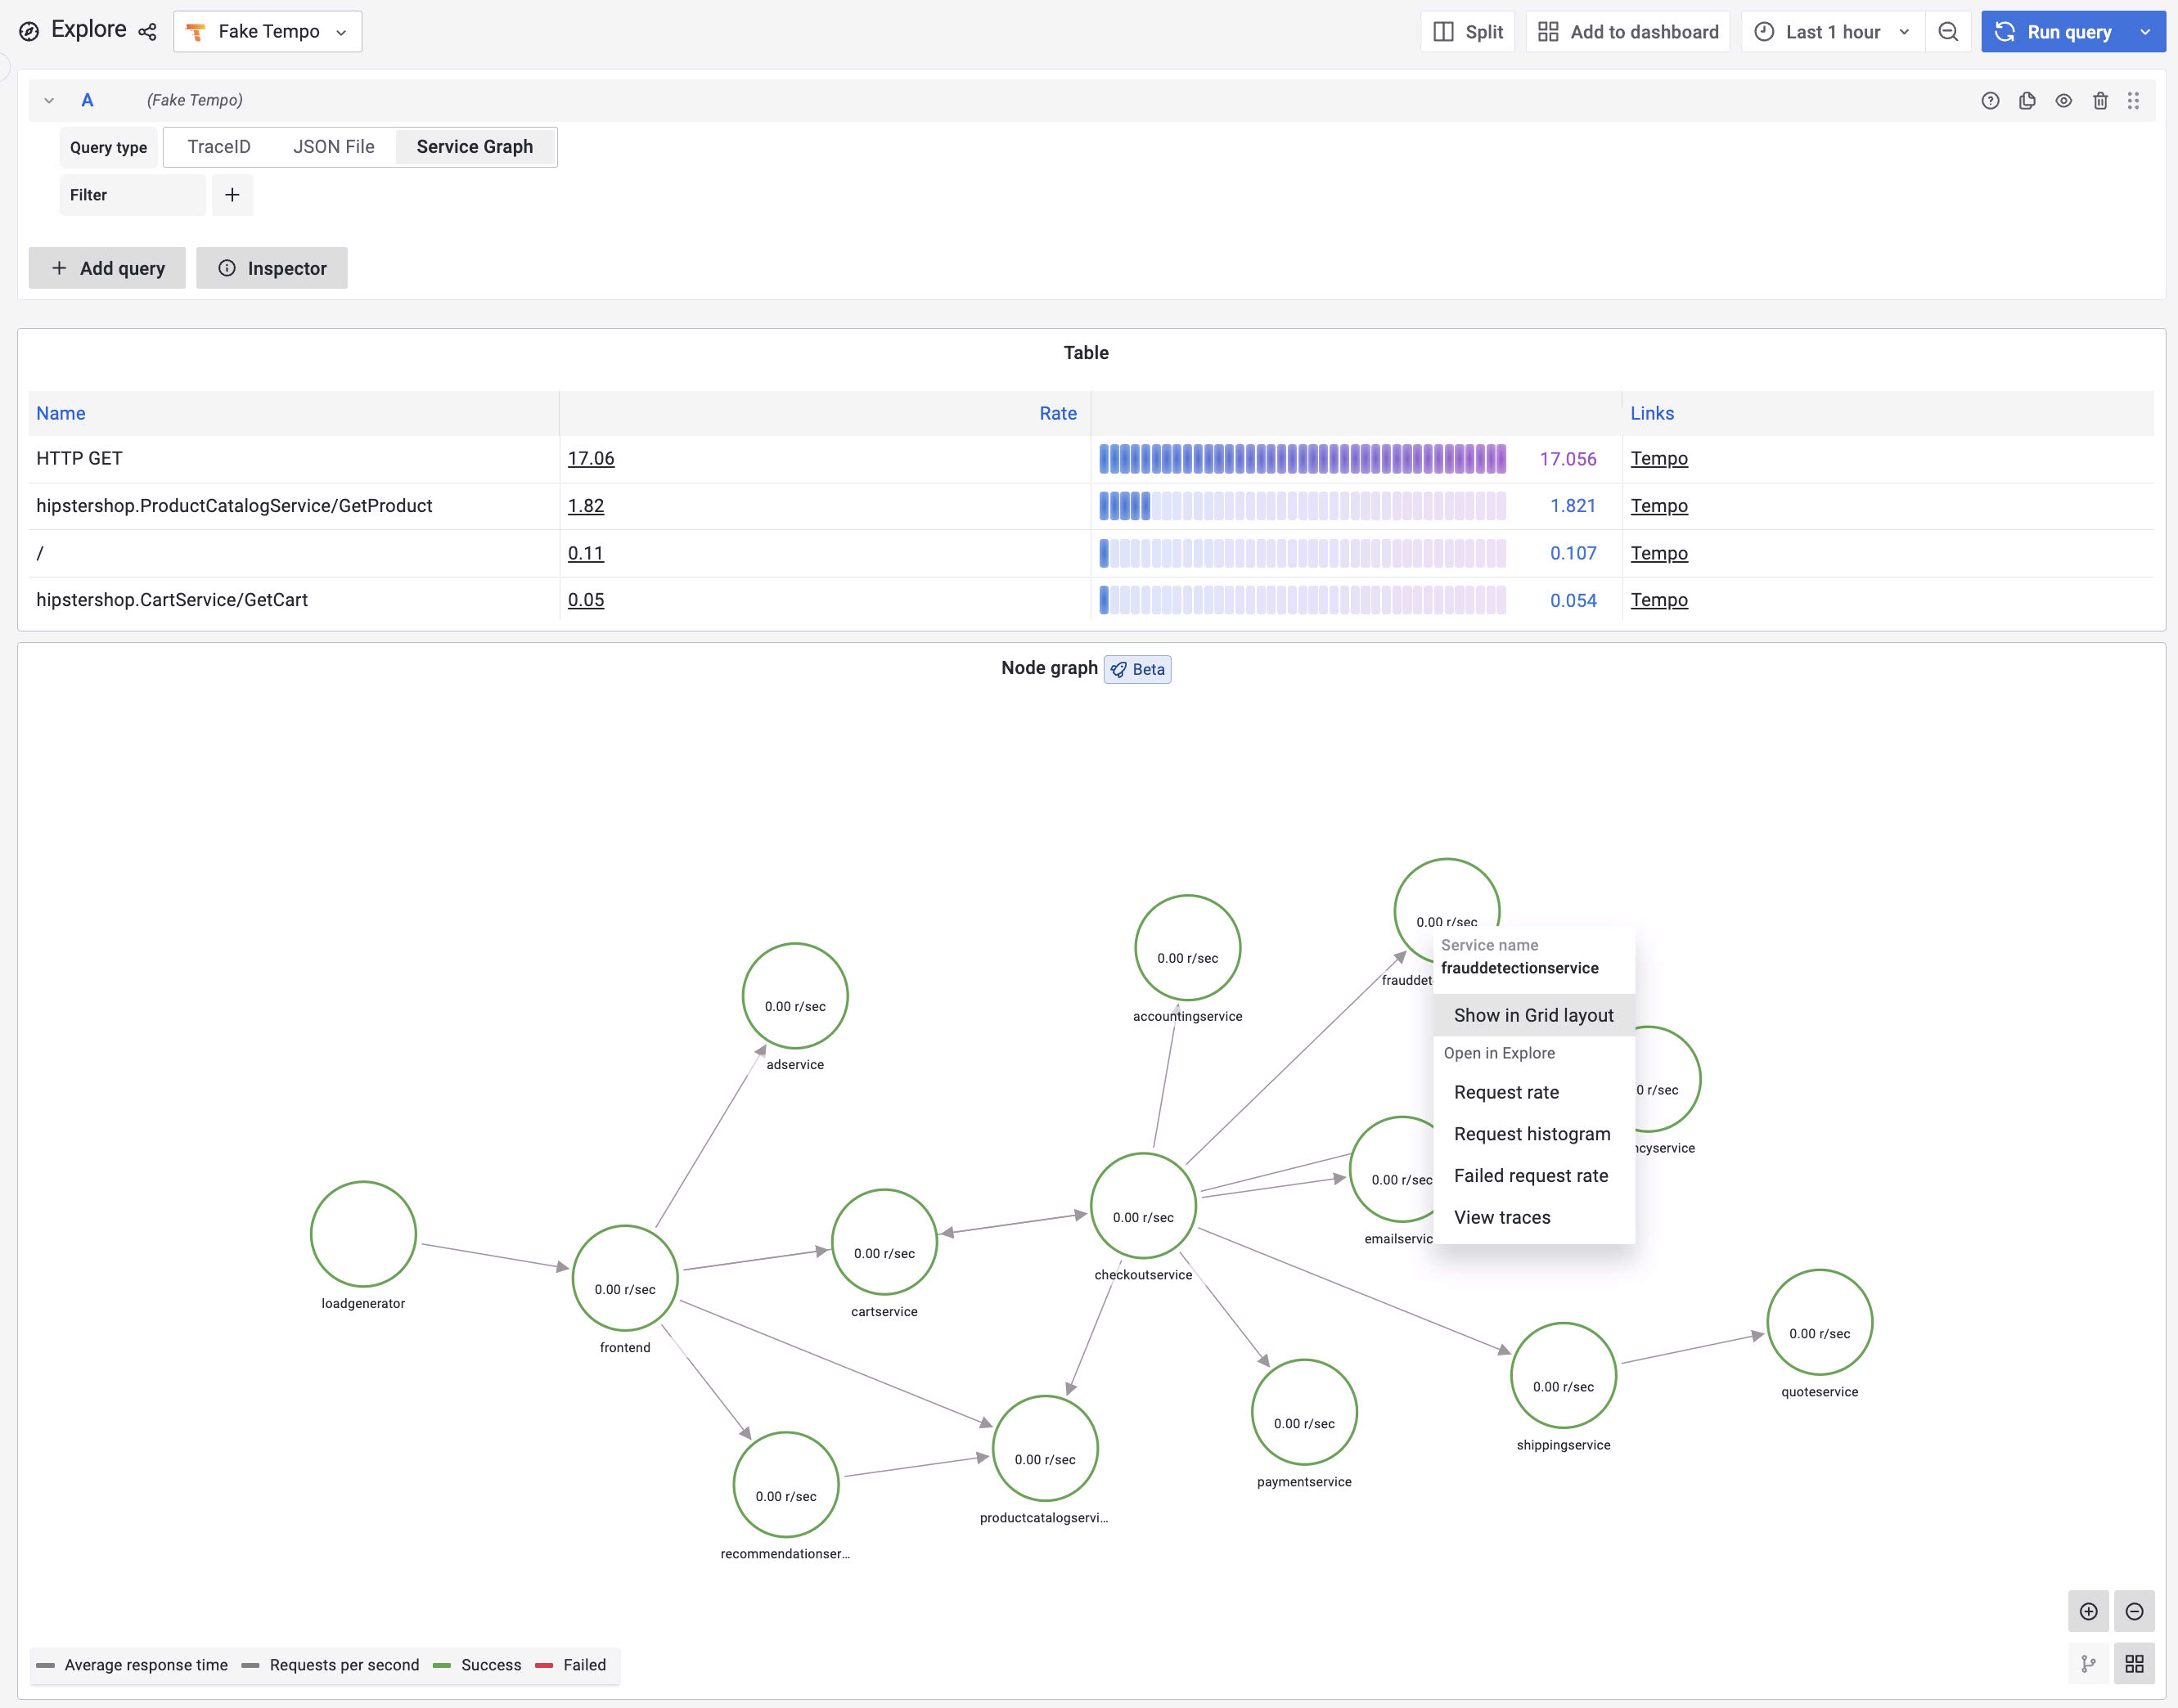 Explore Fake Tempo Split Add to dashboard Last 1 hour Run query
A (Fake Tempo)
Query type TraceID JSON File Service Graph
Filter
Add query Inspector
Table
Name Rate Links
HTTP GET 17.06 17.056 Tempo
hipstershop.ProductCatalogService/GetProduct 1.82 1.821 Tempo
/ 0.11 0.107 Tempo
hipstershop.CartService/GetCart 0.05 0.054 Tempo
Node graph Beta
0.00 r/sec
frauddet
Service name
frauddetectionservice
Show in Grid layout
Open in Explore
Request rate
Request histogram
Failed request rate
View traces
0.00 r/sec
accountingservice
0.00 r/sec
adservice
0 r/sec
ncyservice
0.00 r/sec
emailservic
0.00 r/sec
checkoutservice
loadgenerator
0.00 r/sec
cartservice
0.00 r/sec
frontend
0.00 r/sec
quoteservice
0.00 r/sec
shippingservice
0.00 r/sec
paymentservice
0.00 r/sec
productcatalogservi...
0.00 r/sec
recommendationser...
Average response time Requests per second Success Failed